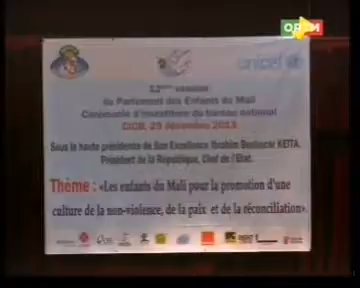 ORTM
unicef
12ème session
du Parlement des Enfants du Mali
Cérémonie d'investiture du bureau national
CICB, 29 décembre 2014
Sous la haute présidence de Son Excellence Ibrahim Boubacar KEITA,
Président de la République, Chef de l'Etat.
Thème : «Les enfants du Mali pour la promotion d'une
culture de la non-violence, de la paix et de la réconciliation».